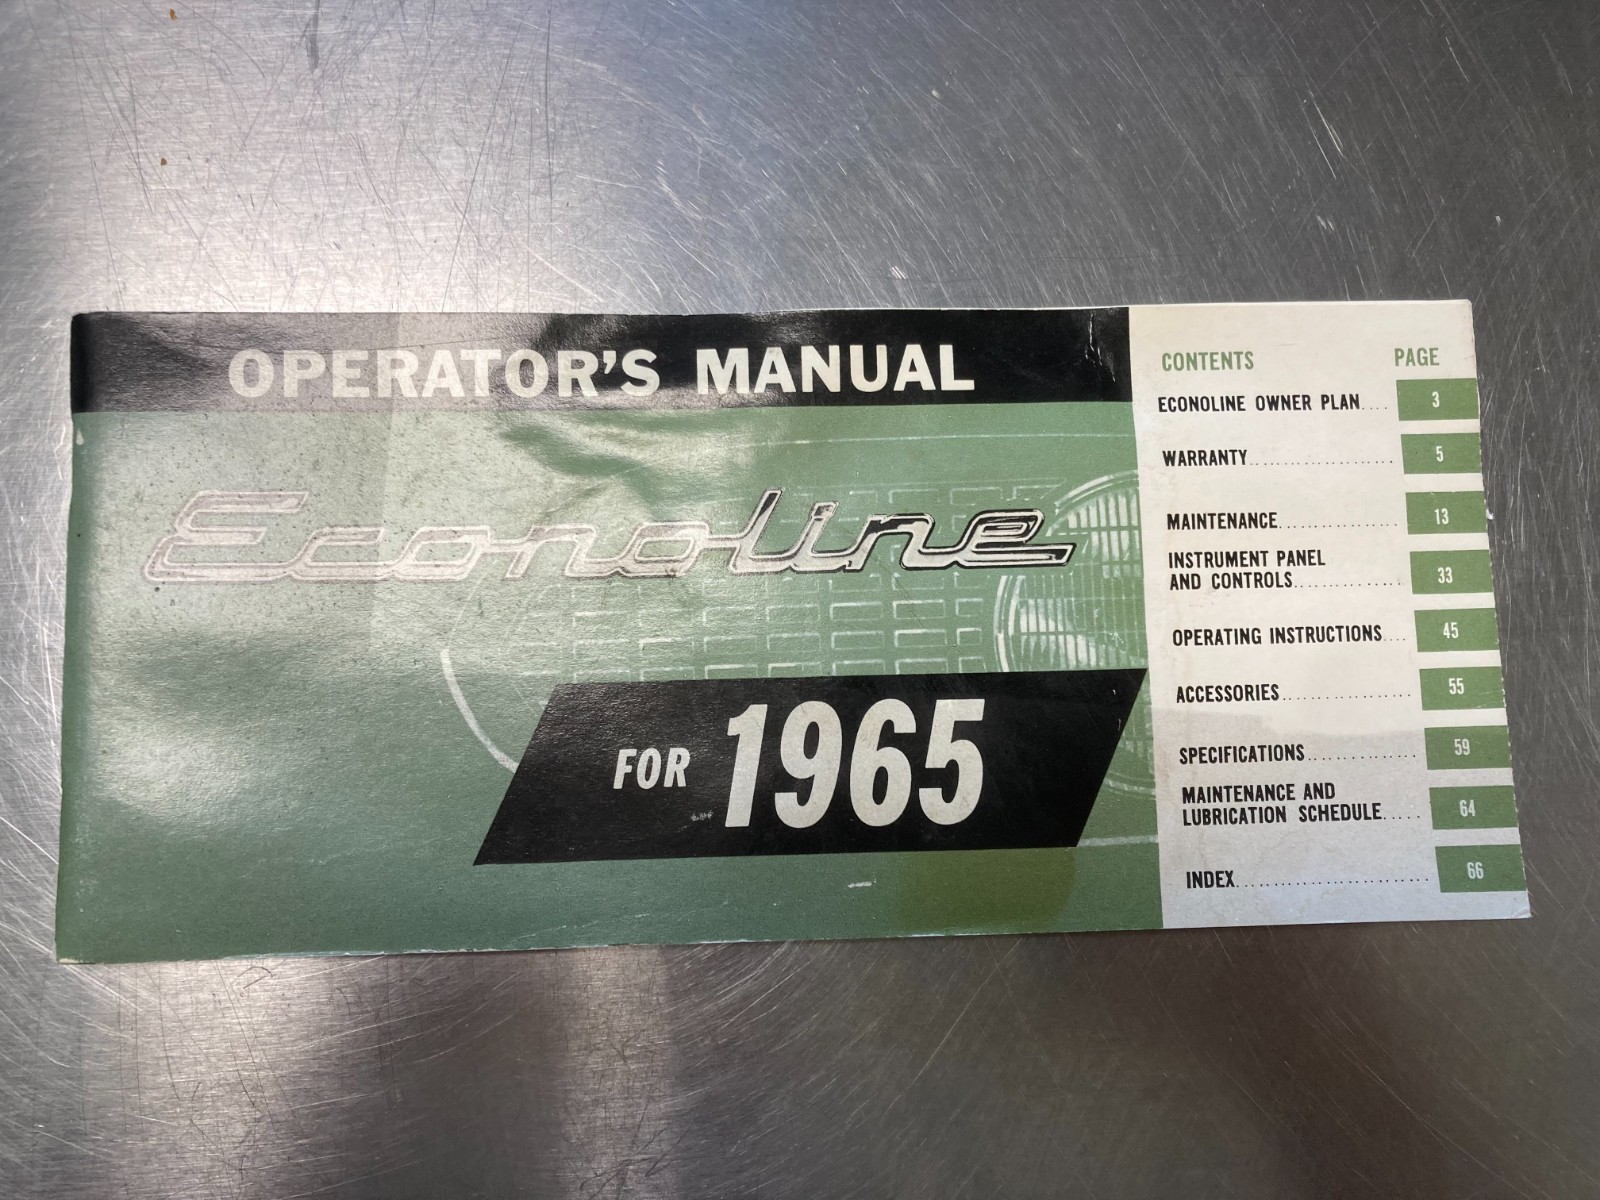 OPERATOR'S MANUAL
Econoline
FOR 1965
CONTENTS PAGE
ECONOLINE OWNER PLAN.... 3
WARRANTY.................... 5
MAINTENANCE................ 13
INSTRUMENT PANEL
AND CONTROLS.............. 33
OPERATING INSTRUCTIONS.... 45
ACCESSORIES.................. 55
SPECIFICATIONS.............. 59
MAINTENANCE AND
LUBRICATION SCHEDULE..... 64
INDEX.......................... 66